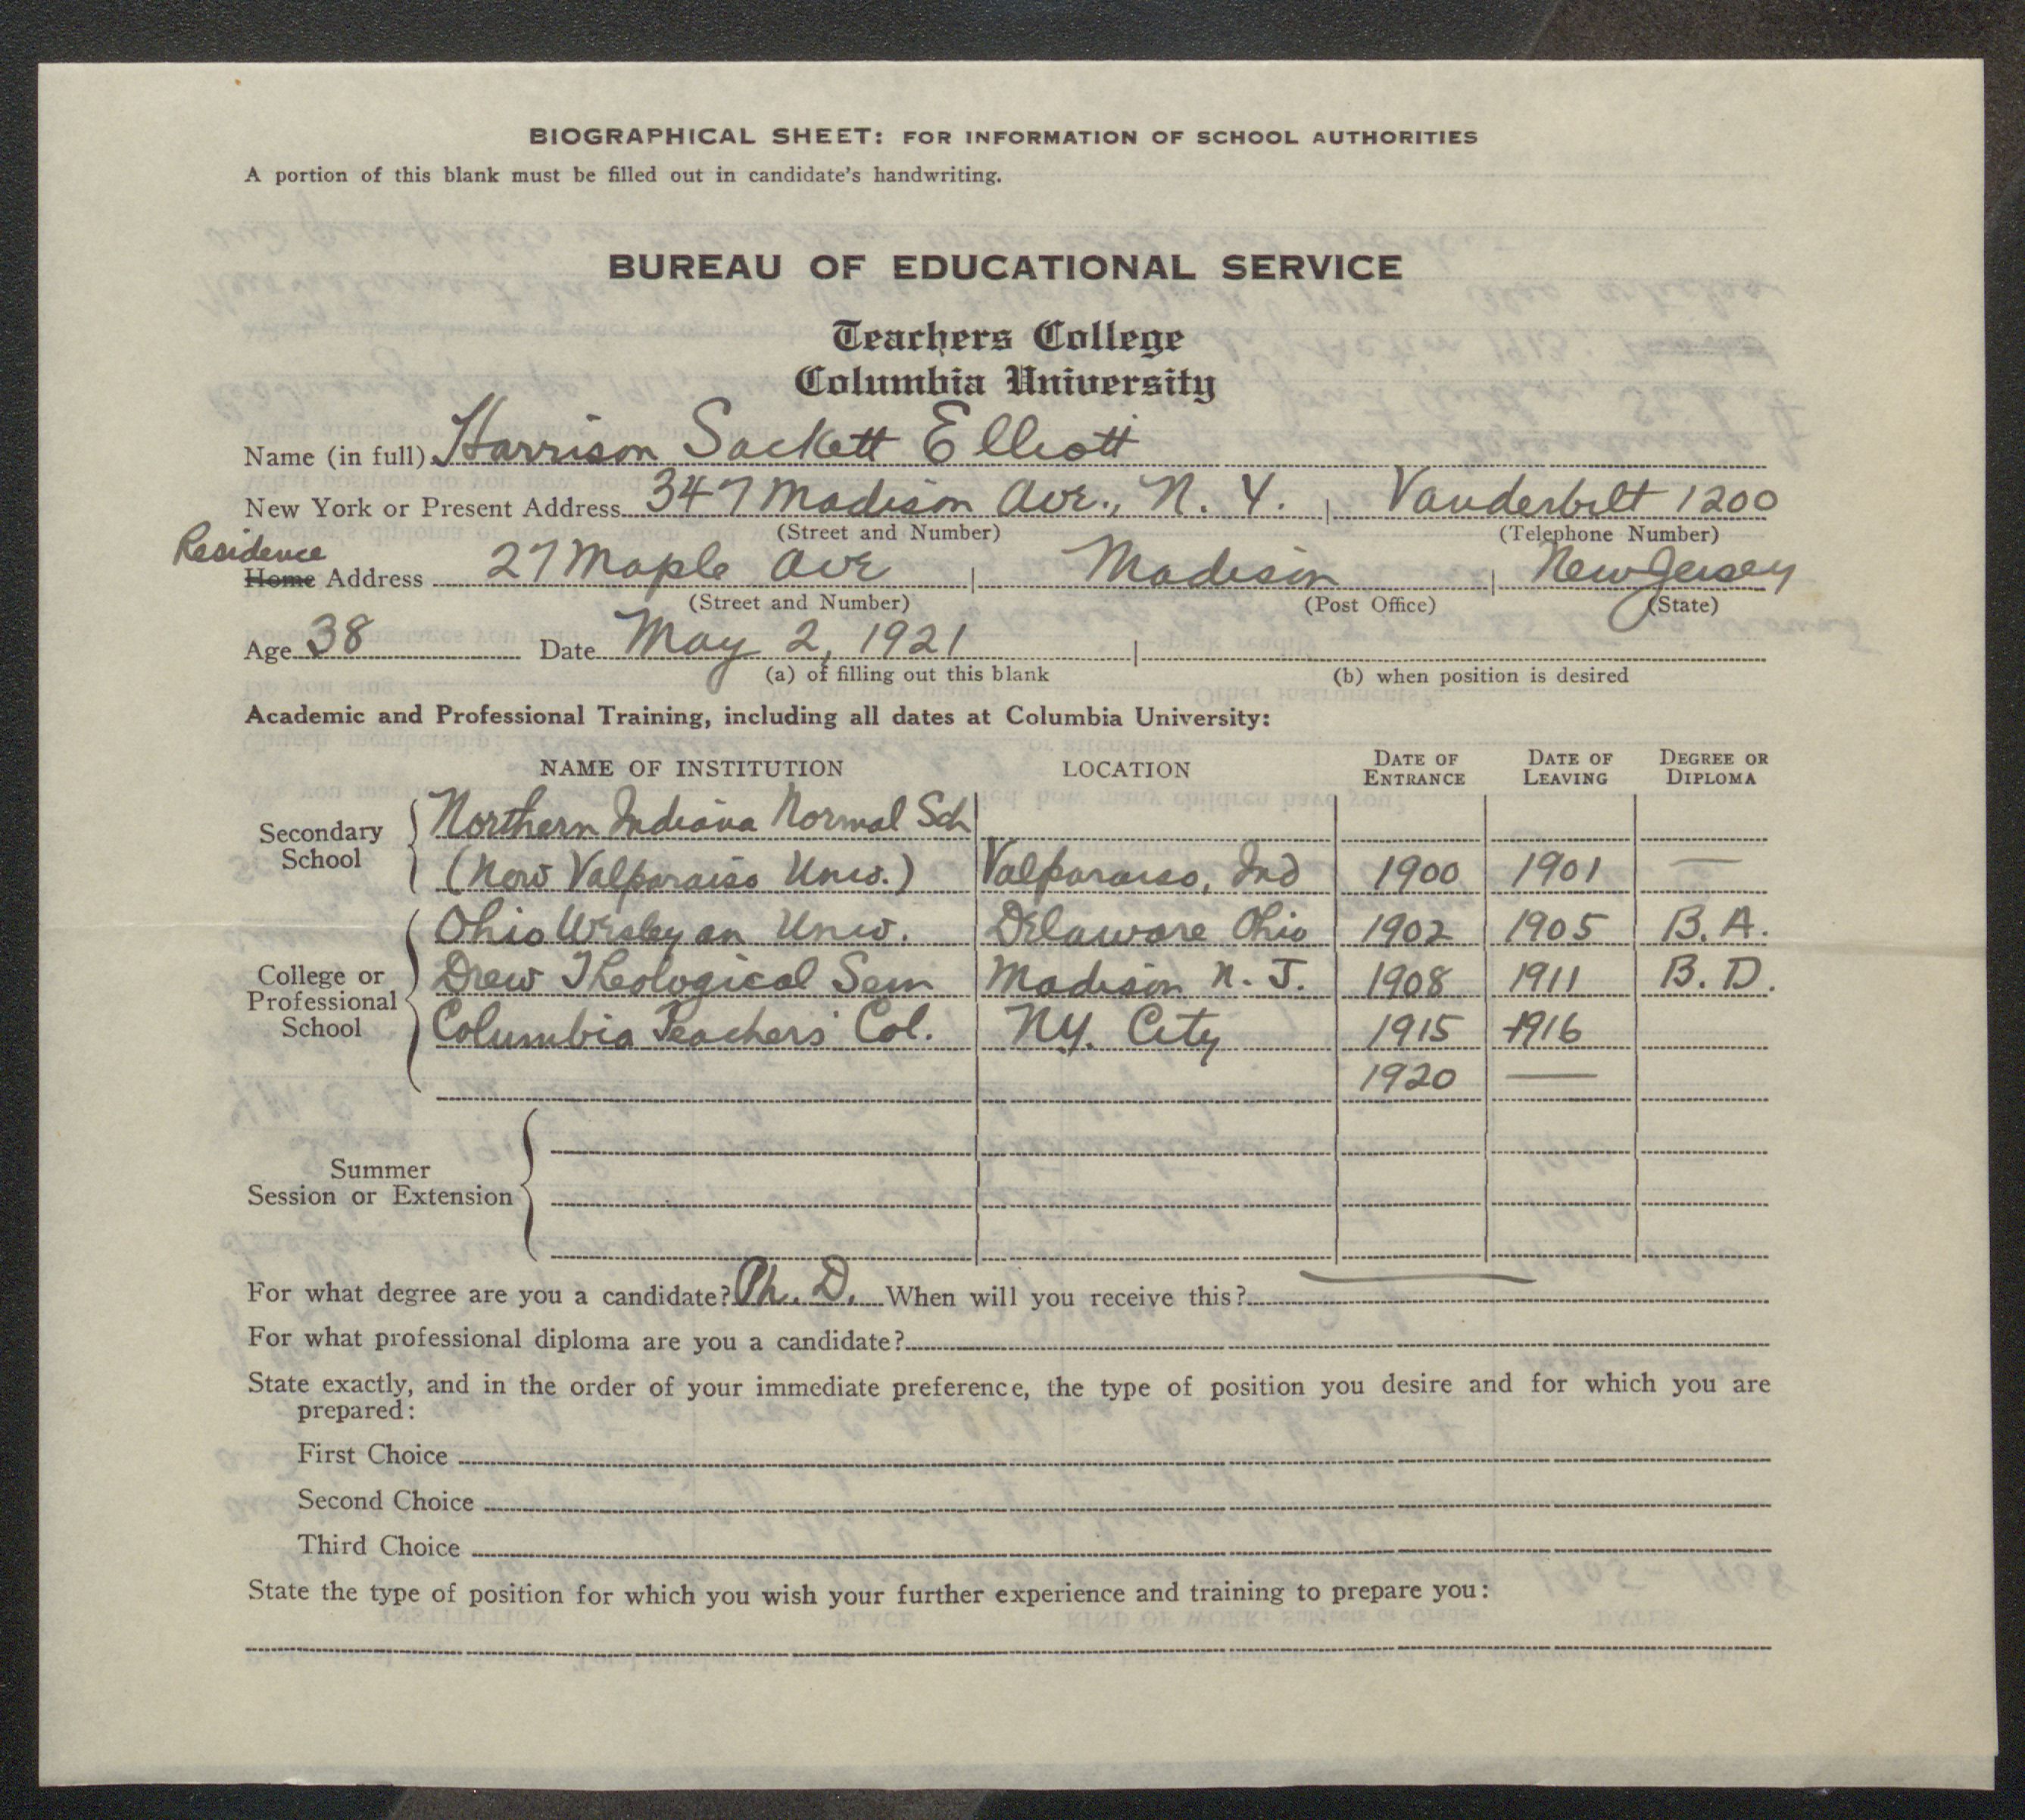 BIOGRAPHICAL SHEET: FOR INFORMATION OF SCHOOL AUTHORITIES
A portion of this blank must be filled out in candidate's handwriting.
BUREAU OF EDUCATIONAL SERVICE
Teachers College
Columbia University
Name (in full) Harrison Sackett Elliott
New York or Present Address 347 Madison Ave., N. Y. | Vanderbilt 1200
(Street and Number) (Telephone Number)
Residence
Home Address 27 Maple Ave | Madison | New Jersey
(Street and Number) (Post Office) (State)
Age 38 Date May 2, 1921
(a) of filling out this blank (b) when position is desired
Academic and Professional Training, including all dates at Columbia University:
NAME OF INSTITUTION LOCATION DATE OF ENTRANCE DATE OF LEAVING DEGREE OR DIPLOMA
Secondary School
Northern Indiana Normal Sch
(Now Valparaiso Univ.) Valparaiso, Ind 1900 1901 —
College or Professional School
Ohio Wesleyan Univ. Delaware Ohio 1902 1905 B. A.
Drew Theological Sem Madison N. J. 1908 1911 B. D.
Columbia Teachers' Col. N.Y. City 1915 1916
1920 —
Summer
Session or Extension
For what degree are you a candidate? Ph. D. When will you receive this? —
For what professional diploma are you a candidate?
State exactly, and in the order of your immediate preference, the type of position you desire and for which you are
prepared:
First Choice
Second Choice
Third Choice
State the type of position for which you wish your further experience and training to prepare you: